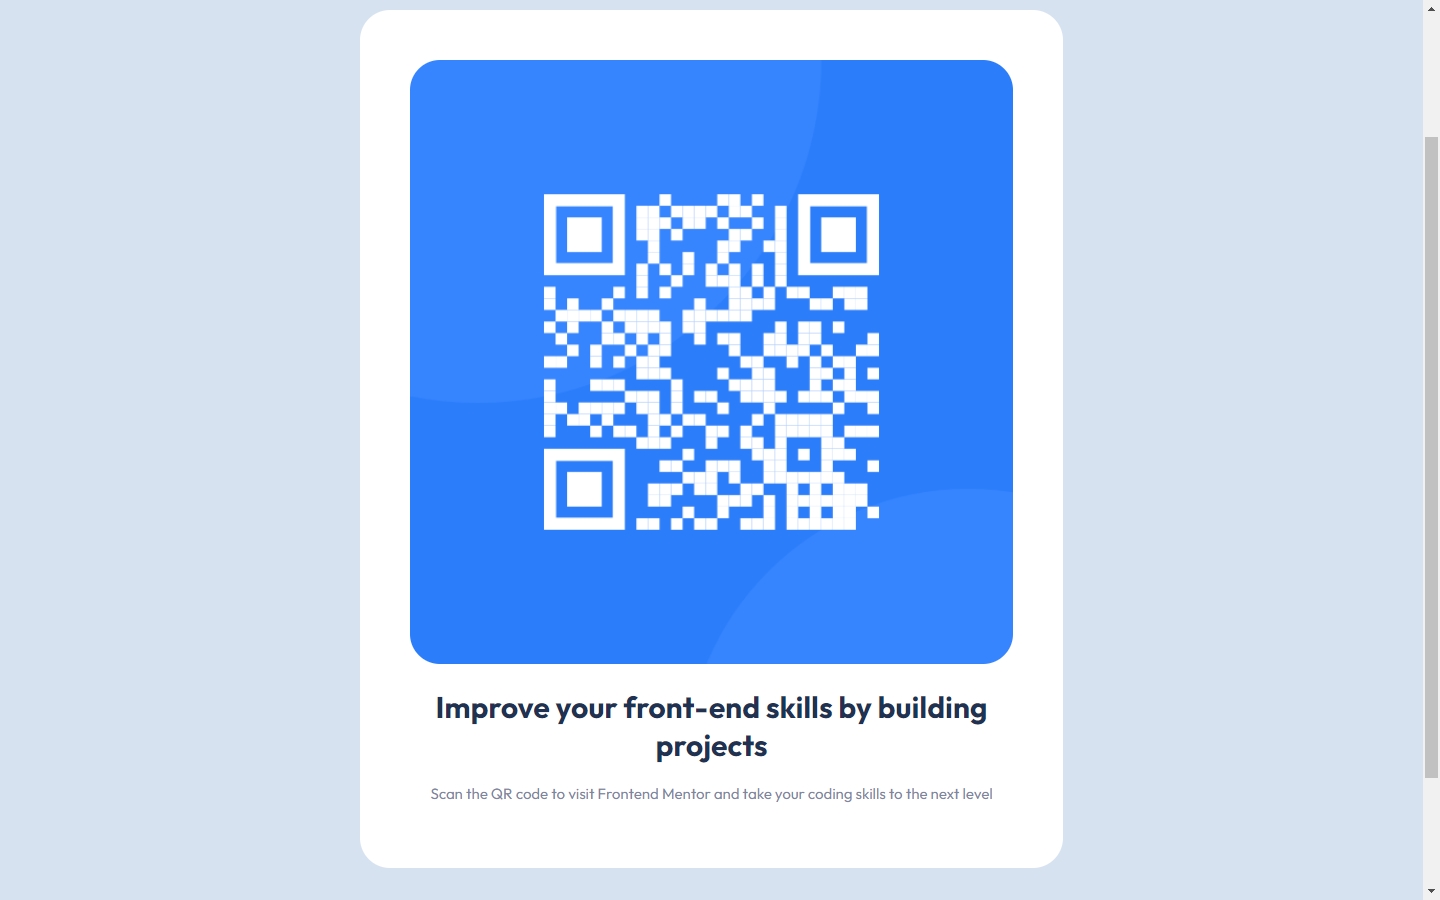 Improve your front-end skills by building
projects
Scan the QR code to visit Frontend Mentor and take your coding skills to the next level